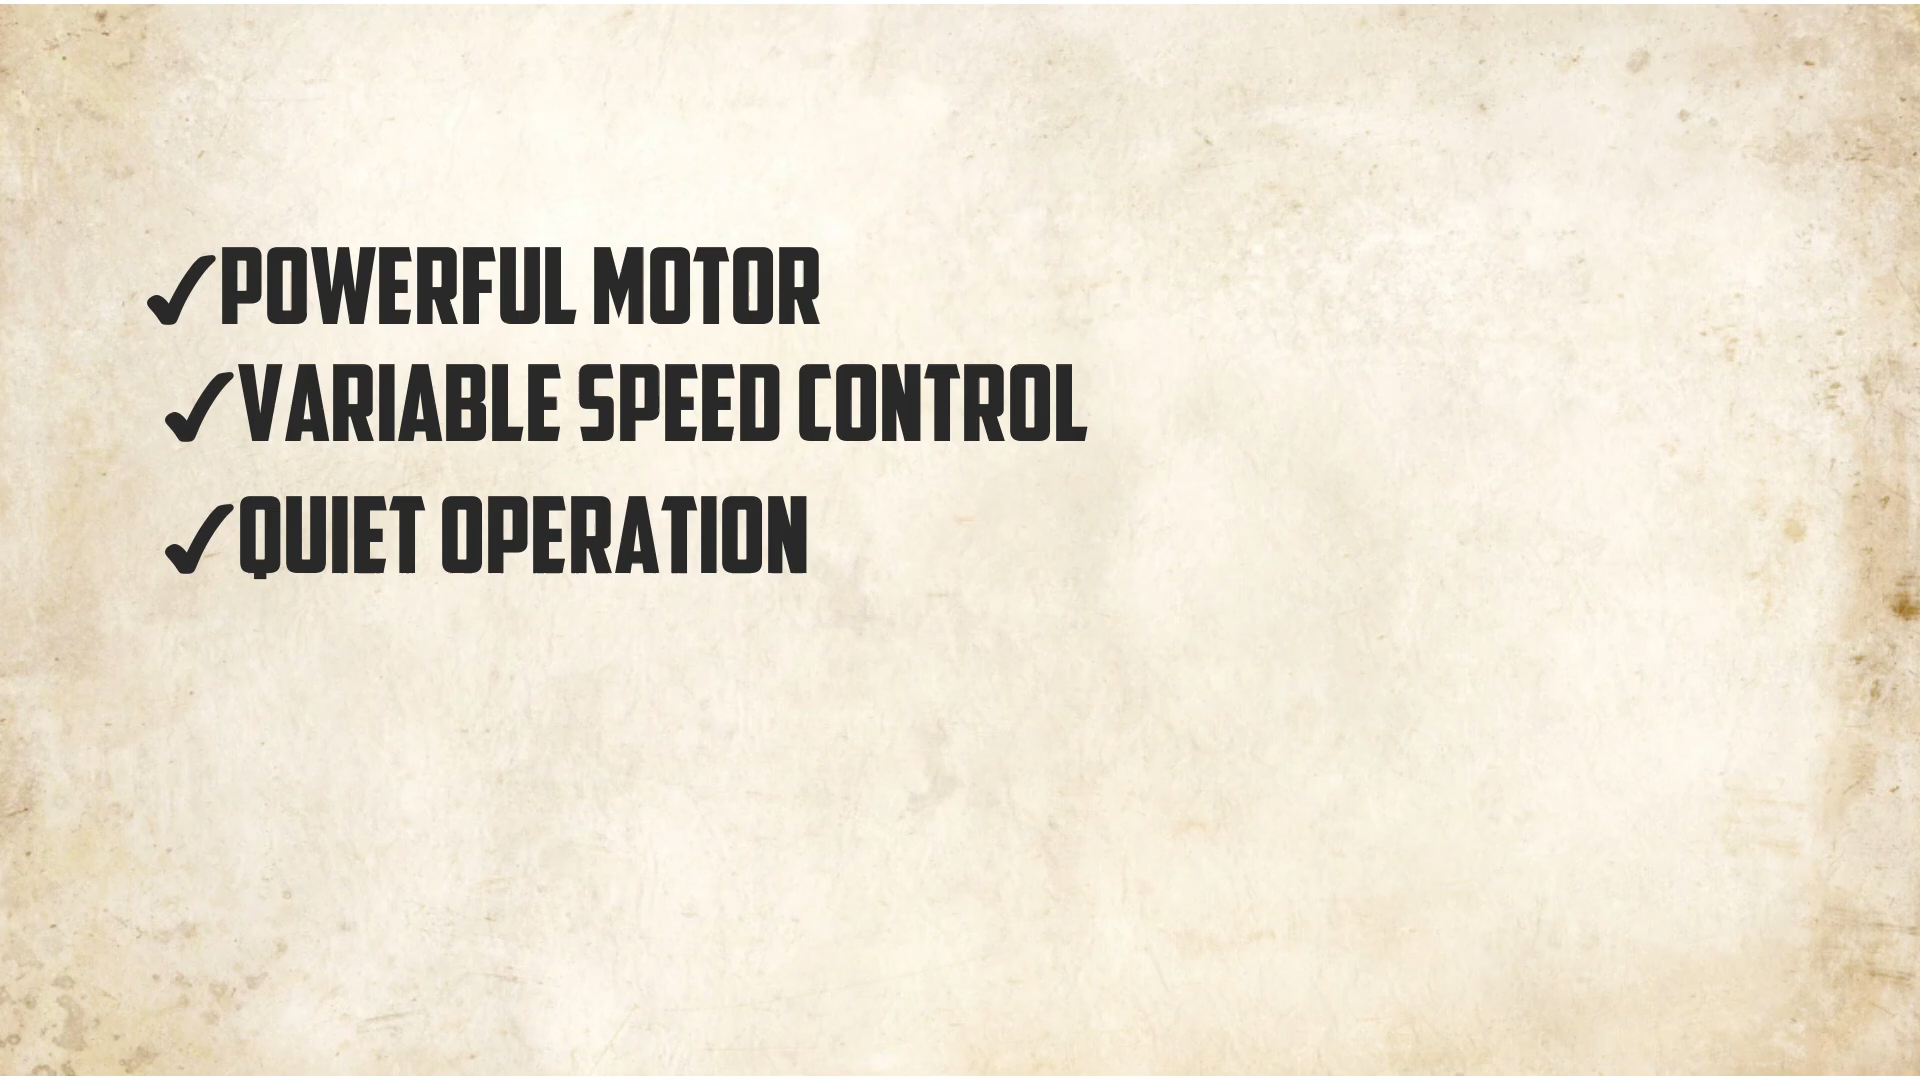 ✓POWERFUL MOTOR
✓VARIABLE SPEED CONTROL
✓QUIET OPERATION